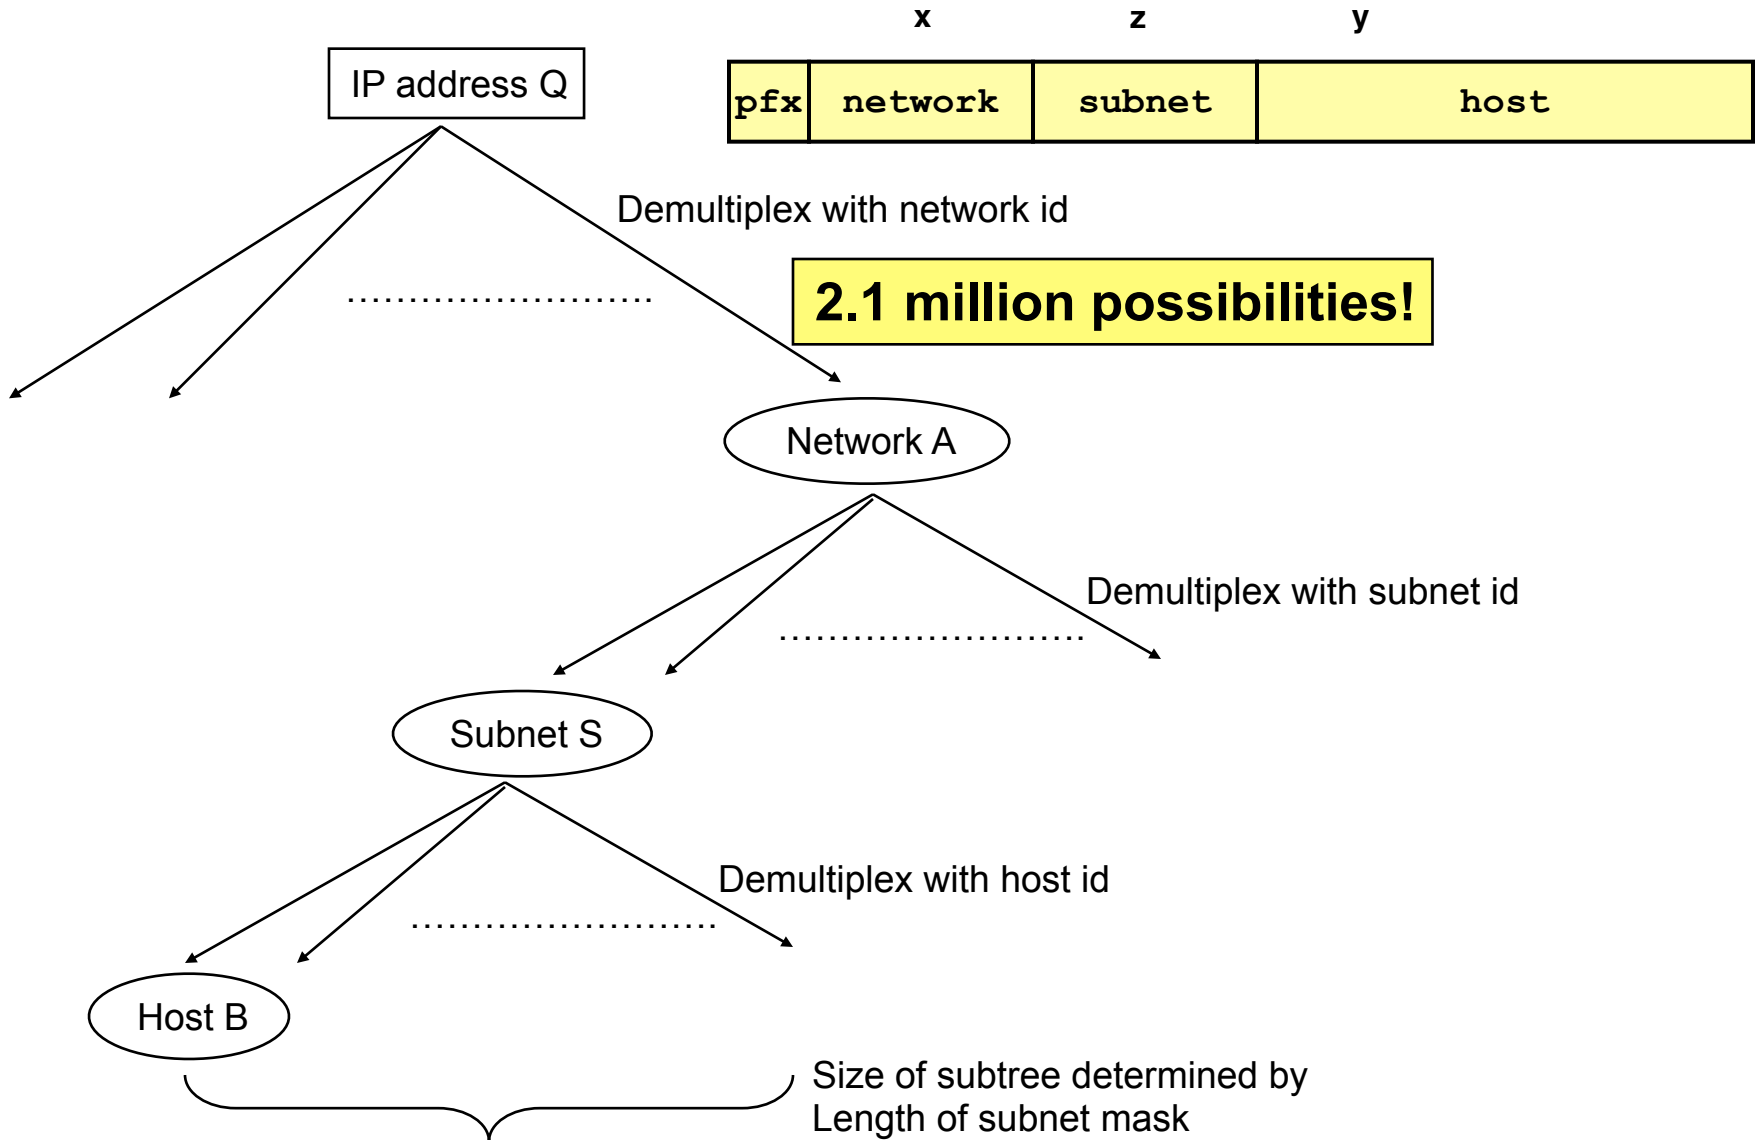 x z y
IP address Q
pfx network subnet host
Demultiplex with network id
........................
2.1 million possibilities!
Network A
Demultiplex with subnet id
........................
Subnet S
Demultiplex with host id
........................
Host B
Size of subtree determined by
Length of subnet mask